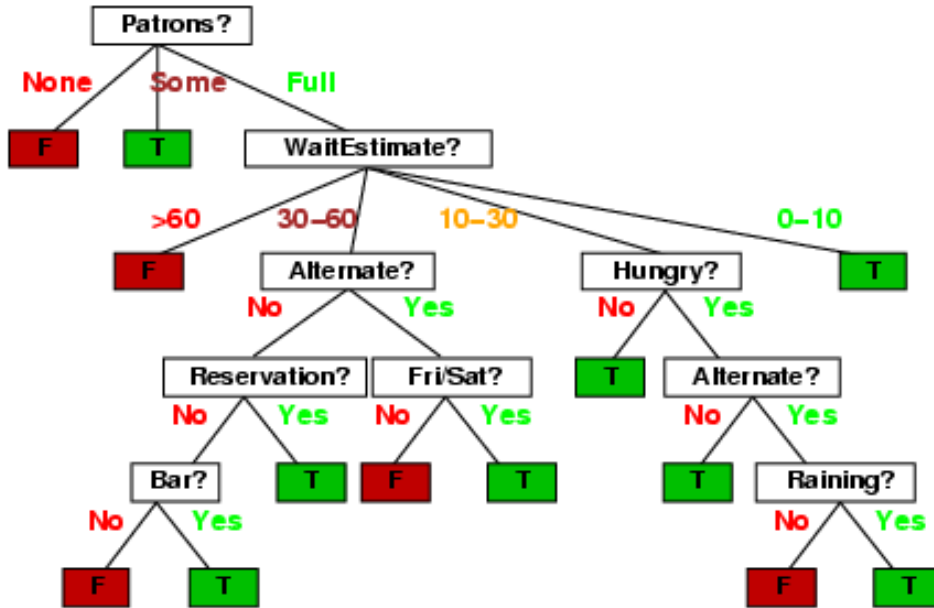 Patrons?
None Some Full
F T WaitEstimate?
>60 30–60 10–30 0–10
F Alternate? Hungry? T
No Yes No Yes
Reservation? Fri/Sat? T Alternate?
No Yes No Yes No Yes
Bar? T F T T Raining?
No Yes No Yes
F T F T